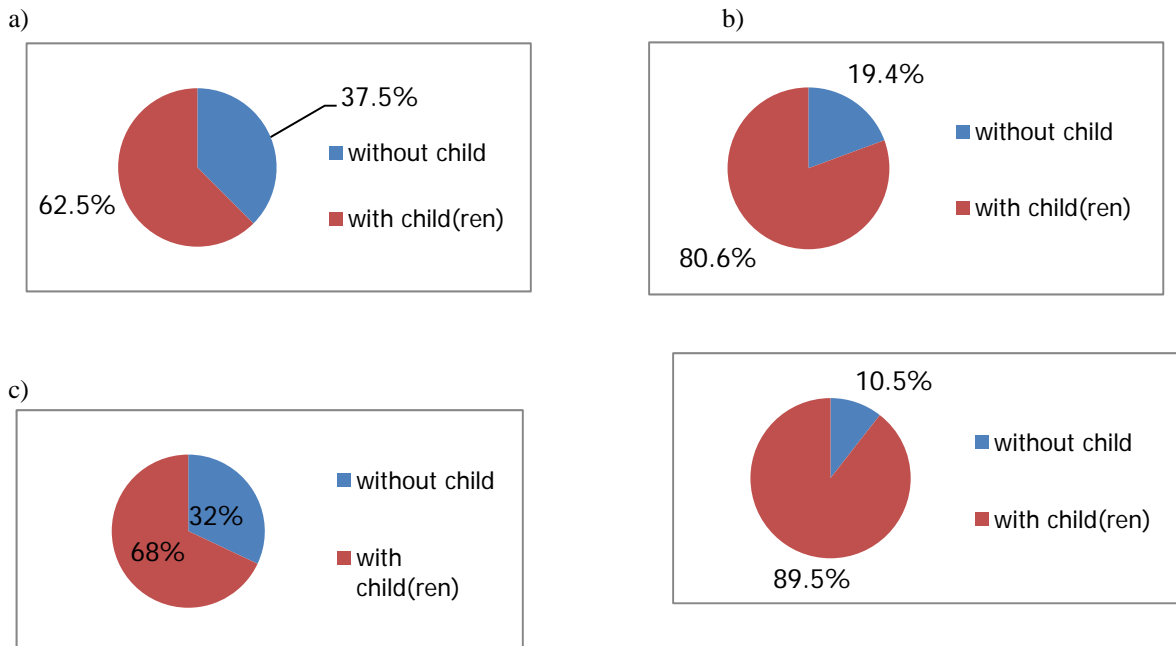 a)
37.5%
without child
62.5%
with child(ren)
b)
19.4%
without child
with child(ren)
80.6%
c)
without child
32%
68%
with
child(ren)
10.5%
without child
with child(ren)
89.5%